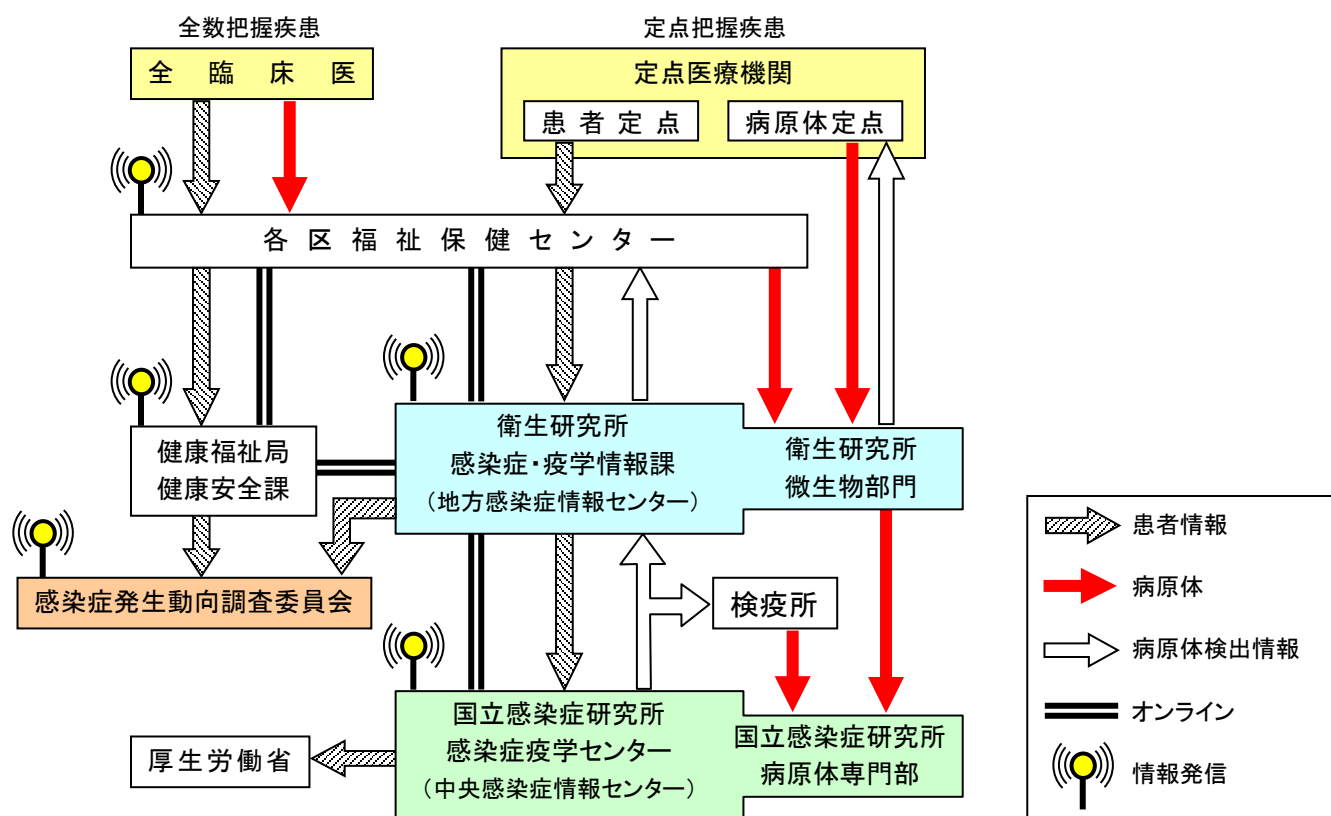 全数把握疾患
定点把握疾患
全臨床医
定点医療機関
患者定点
病原体定点
各区福祉保健センター
健康福祉局
健康安全課
衛生研究所
感染症・疫学情報課
（地方感染症情報センター）
衛生研究所
微生物部門
感染症発生動向調査委員会
検疫所
国立感染症研究所
感染症疫学センター
（中央感染症情報センター）
国立感染症研究所
病原体専門部
厚生労働省
患者情報
病原体
病原体検出情報
オンライン
情報発信